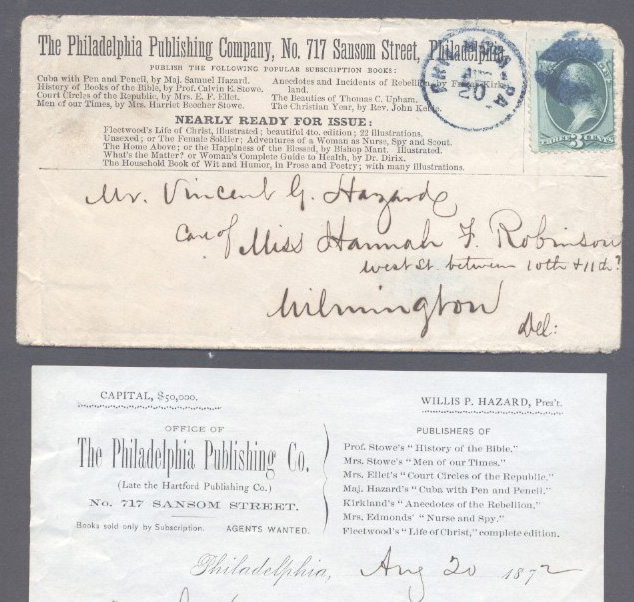 The Philadelphia Publishing Company, No. 717 Sansom Street, Philadelphia,
PUBLISH THE FOLLOWING POPULAR SUBSCRIPTION BOOKS:
Cuba with Pen and Pencil, by Maj. Samuel Hazard.
History of Books of the Bible, by Prof. Calvin E. Stowe.
Court Circles of the Republic, by Mrs. E. F. Ellet.
Men of our Times, by Mrs. Harriet Beecher Stowe.
Anecdotes and Incidents of Rebellion, by Frazar Kirkland.
The Beauties of Thomas C. Upham.
The Christian Year, by Rev. John Keble.
NEARLY READY FOR ISSUE:
Fleetwood's Life of Christ, Illustrated; beautiful 4to. edition; 22 illustrations.
Unsexed; or The Female Soldier; Adventures of a Woman as Nurse, Spy and Scout.
The Home Above; or the Happiness of the Blessed, by Bishop Mant. Illustrated.
What's the Matter? or Woman's Complete Guide to Health, by Dr. Dirix.
The Household Book of Wit and Humor, in Prose and Poetry; with many illustrations.
AUG
20
PA
THREE 3 CENTS
Mr. Vincent G. Hazard
Care of Miss Hannah F. Robinson
West St. between 10th & 11th
Wilmington
Del:
CAPITAL, $50,000.
WILLIS P. HAZARD, Pres't.
OFFICE OF
The Philadelphia Publishing Co.
(Late the Hartford Publishing Co.)
No. 717 SANSOM STREET.
Books sold only by Subscription. AGENTS WANTED.
PUBLISHERS OF
Prof. Stowe's "History of the Bible."
Mrs. Stowe's "Men of our Times."
Mrs. Ellet's "Court Circles of the Republic."
Maj. Hazard's "Cuba with Pen and Pencil."
Kirkland's "Anecdotes of the Rebellion."
Mrs. Edmonds' "Nurse and Spy."
Fleetwood's "Life of Christ," complete edition.
Philadelphia, Aug 20 1872